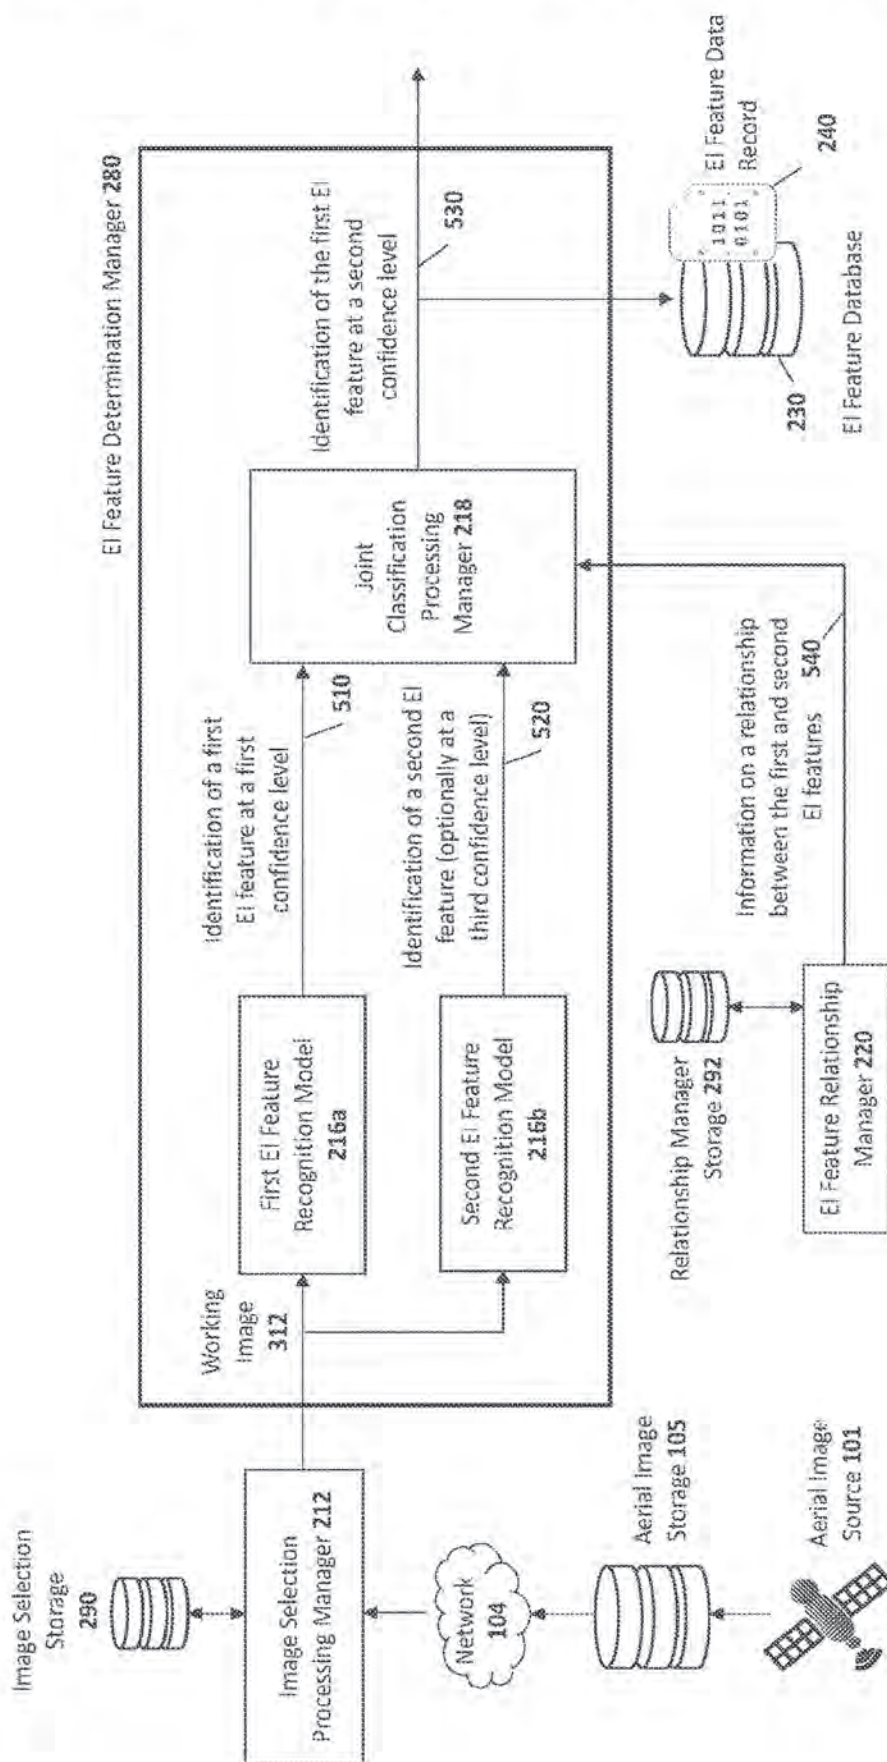 Image Selection
Storage
290
Image Selection
Processing Manager 212
Network
104
Aerial Image
Storage 105
Aerial Image
Source 101
EI Feature Determination Manager 280
Working
Image
312
First EI Feature
Recognition Model
216a
Second EI Feature
Recognition Model
216b
Identification of a first
EI feature at a first
confidence level
510
Identification of a second EI
feature (optionally at a
third confidence level)
520
Joint
Classification
Processing
Manager 218
Identification of the first EI
feature at a second
confidence level
530
Relationship Manager
Storage 292
EI Feature Relationship
Manager 220
Information on a relationship
between the first and second
EI features
540
EI Feature Data
Record
240
1011
0101
230
EI Feature Database